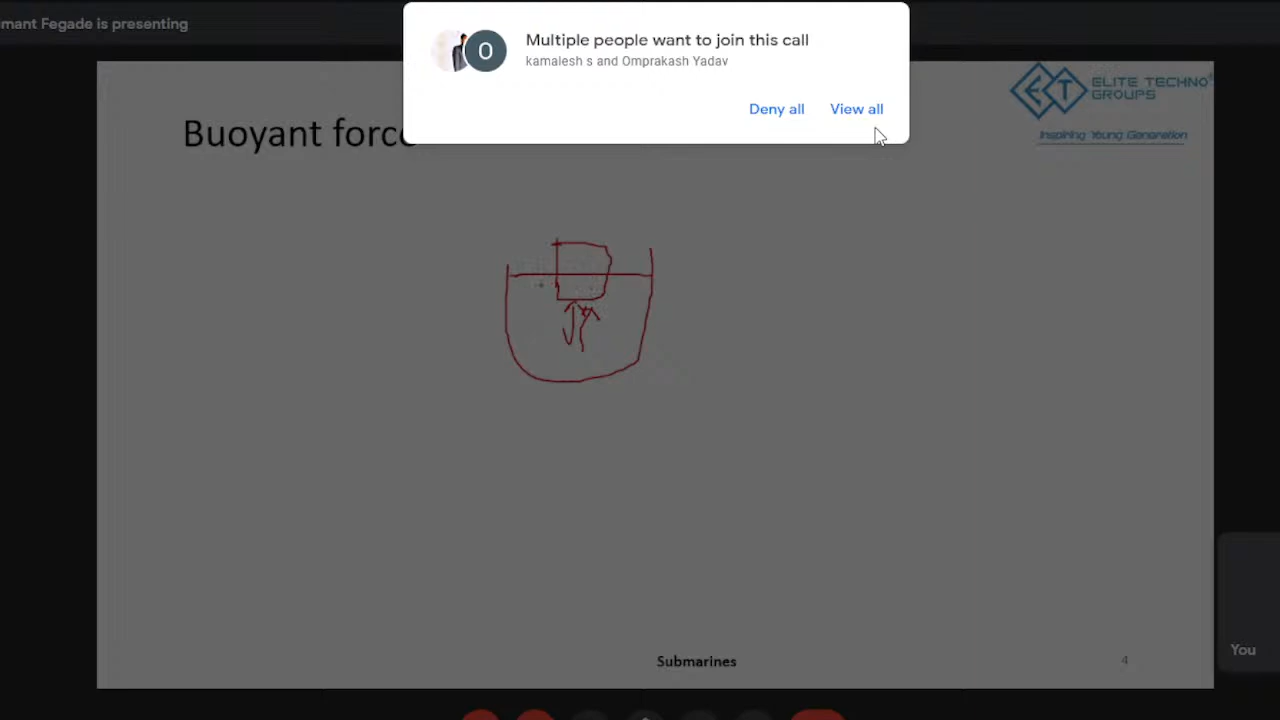 mant Fegade is presenting
Multiple people want to join this call
kamalesh s and Omprakash Yadav
O
Deny all
View all
Buoyant force
ELITE TECHNO
GROUPS
Inspiring Young Generation
Submarines
4
You